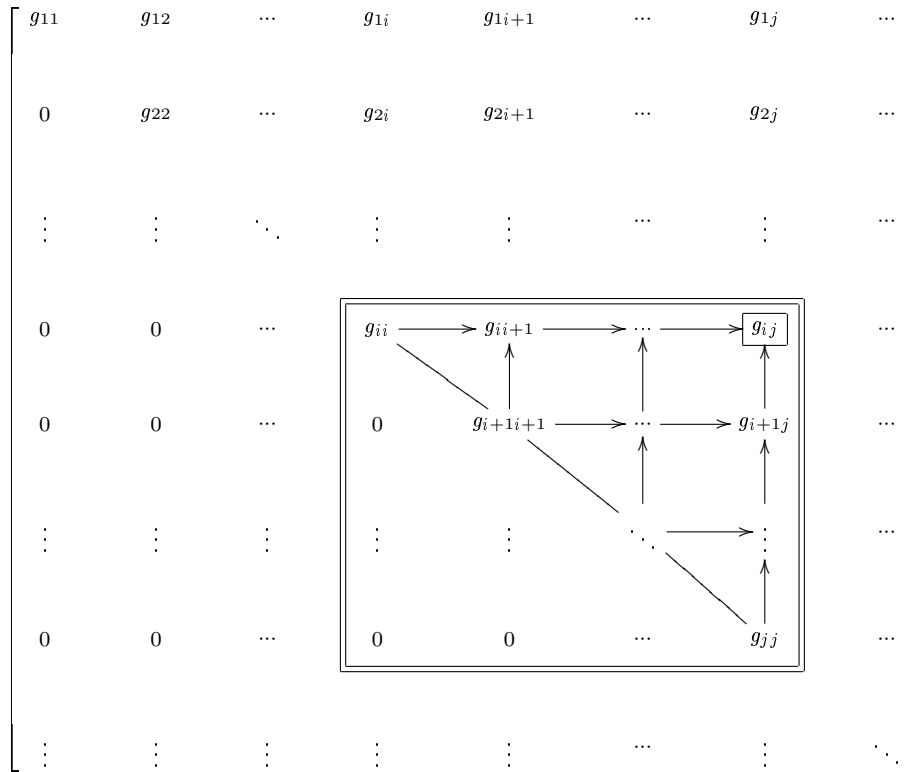 g₁₁ g₁₂ ⋯ g₁ᵢ g₁ᵢ₊₁ ⋯ g₁ⱼ ⋯
0 g₂₂ ⋯ g₂ᵢ g₂ᵢ₊₁ ⋯ g₂ⱼ ⋯
⋮ ⋮ ⋱ ⋮ ⋮ ⋯ ⋮ ⋯
0 0 ⋯ gᵢᵢ gᵢᵢ₊₁ ⋯ gᵢⱼ ⋯
0 0 ⋯ 0 gᵢ₊₁ᵢ₊₁ ⋯ gᵢ₊₁ⱼ ⋯
⋮ ⋮ ⋮ ⋮ ⋮ ⋱ ⋮ ⋯
0 0 ⋯ 0 0 ⋯ gⱼⱼ ⋯
⋮ ⋮ ⋮ ⋮ ⋮ ⋯ ⋮ ⋱